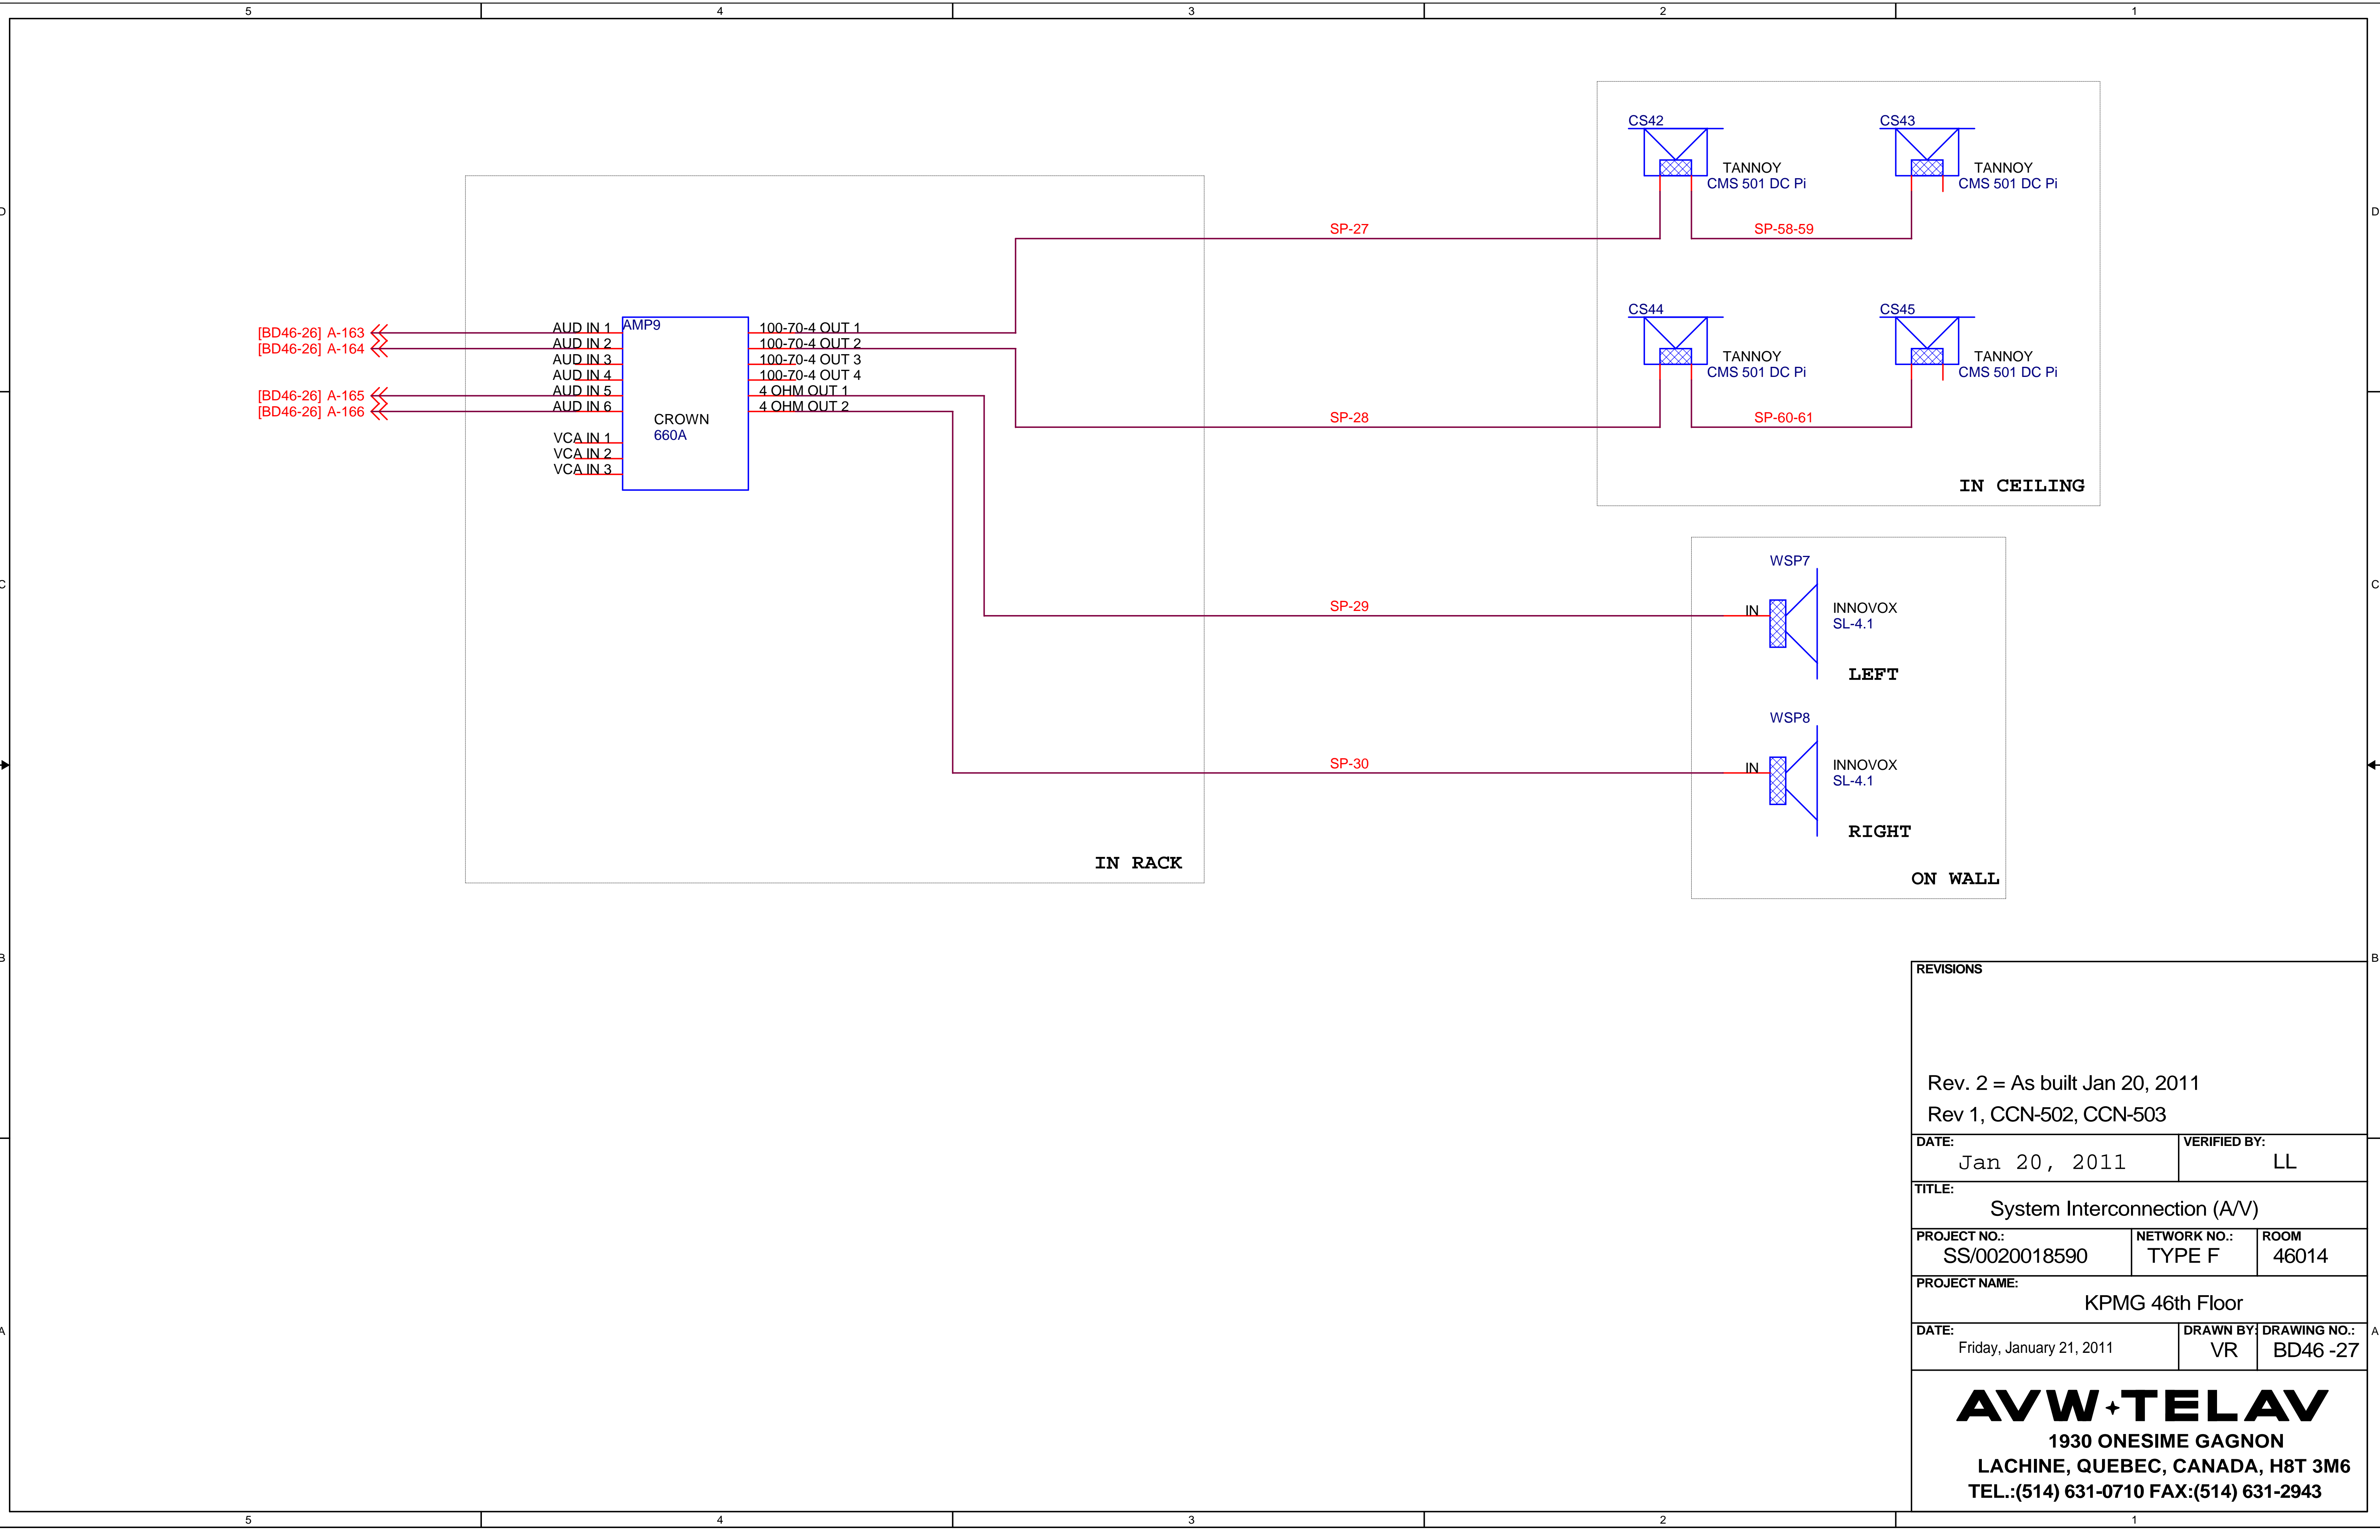 5 4 3 2 1
CS42
TANNOY
CMS 501 DC Pi
CS43
TANNOY
CMS 501 DC Pi
D
D
SP-27
SP-58-59
CS44
TANNOY
CMS 501 DC Pi
CS45
TANNOY
CMS 501 DC Pi
[BD46-26] A-163
[BD46-26] A-164
[BD46-26] A-165
[BD46-26] A-166
AUD IN 1
AUD IN 2
AUD IN 3
AUD IN 4
AUD IN 5
AUD IN 6
VCA IN 1
VCA IN 2
VCA IN 3
AMP9
CROWN
660A
100-70-4 OUT 1
100-70-4 OUT 2
100-70-4 OUT 3
100-70-4 OUT 4
4 OHM OUT 1
4 OHM OUT 2
SP-28
SP-60-61
IN CEILING
WSP7
C
C
SP-29
IN
INNOVOX
SL-4.1
LEFT
WSP8
SP-30
IN
INNOVOX
SL-4.1
RIGHT
IN RACK
ON WALL
B
B
REVISIONS
Rev. 2 = As built Jan 20, 2011
Rev 1, CCN-502, CCN-503
DATE:
Jan 20, 2011
VERIFIED BY:
LL
TITLE:
System Interconnection (A/V)
PROJECT NO.:
SS/0020018590
NETWORK NO.:
TYPE F
ROOM
46014
PROJECT NAME:
KPMG 46th Floor
A
A
DATE:
Friday, January 21, 2011
DRAWN BY:
VR
DRAWING NO.:
BD46 -27
AVW TELAV
1930 ONESIME GAGNON
LACHINE, QUEBEC, CANADA, H8T 3M6
TEL.:(514) 631-0710 FAX:(514) 631-2943
5 4 3 2 1